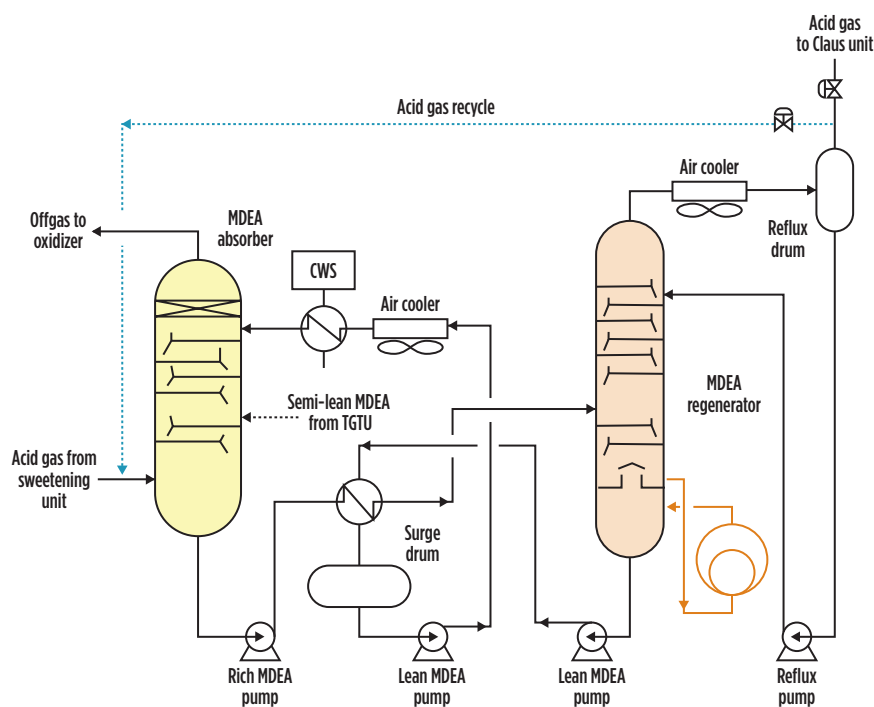 Acid gas
to Claus unit
Acid gas recycle
Air cooler
Offgas to
oxidizer
MDEA
absorber
Reflux
drum
CWS
Air cooler
MDEA
regenerator
Semi-lean MDEA
from TGTU
Acid gas from
sweetening
unit
Surge
drum
Rich MDEA
pump
Lean MDEA
pump
Lean MDEA
pump
Reflux
pump